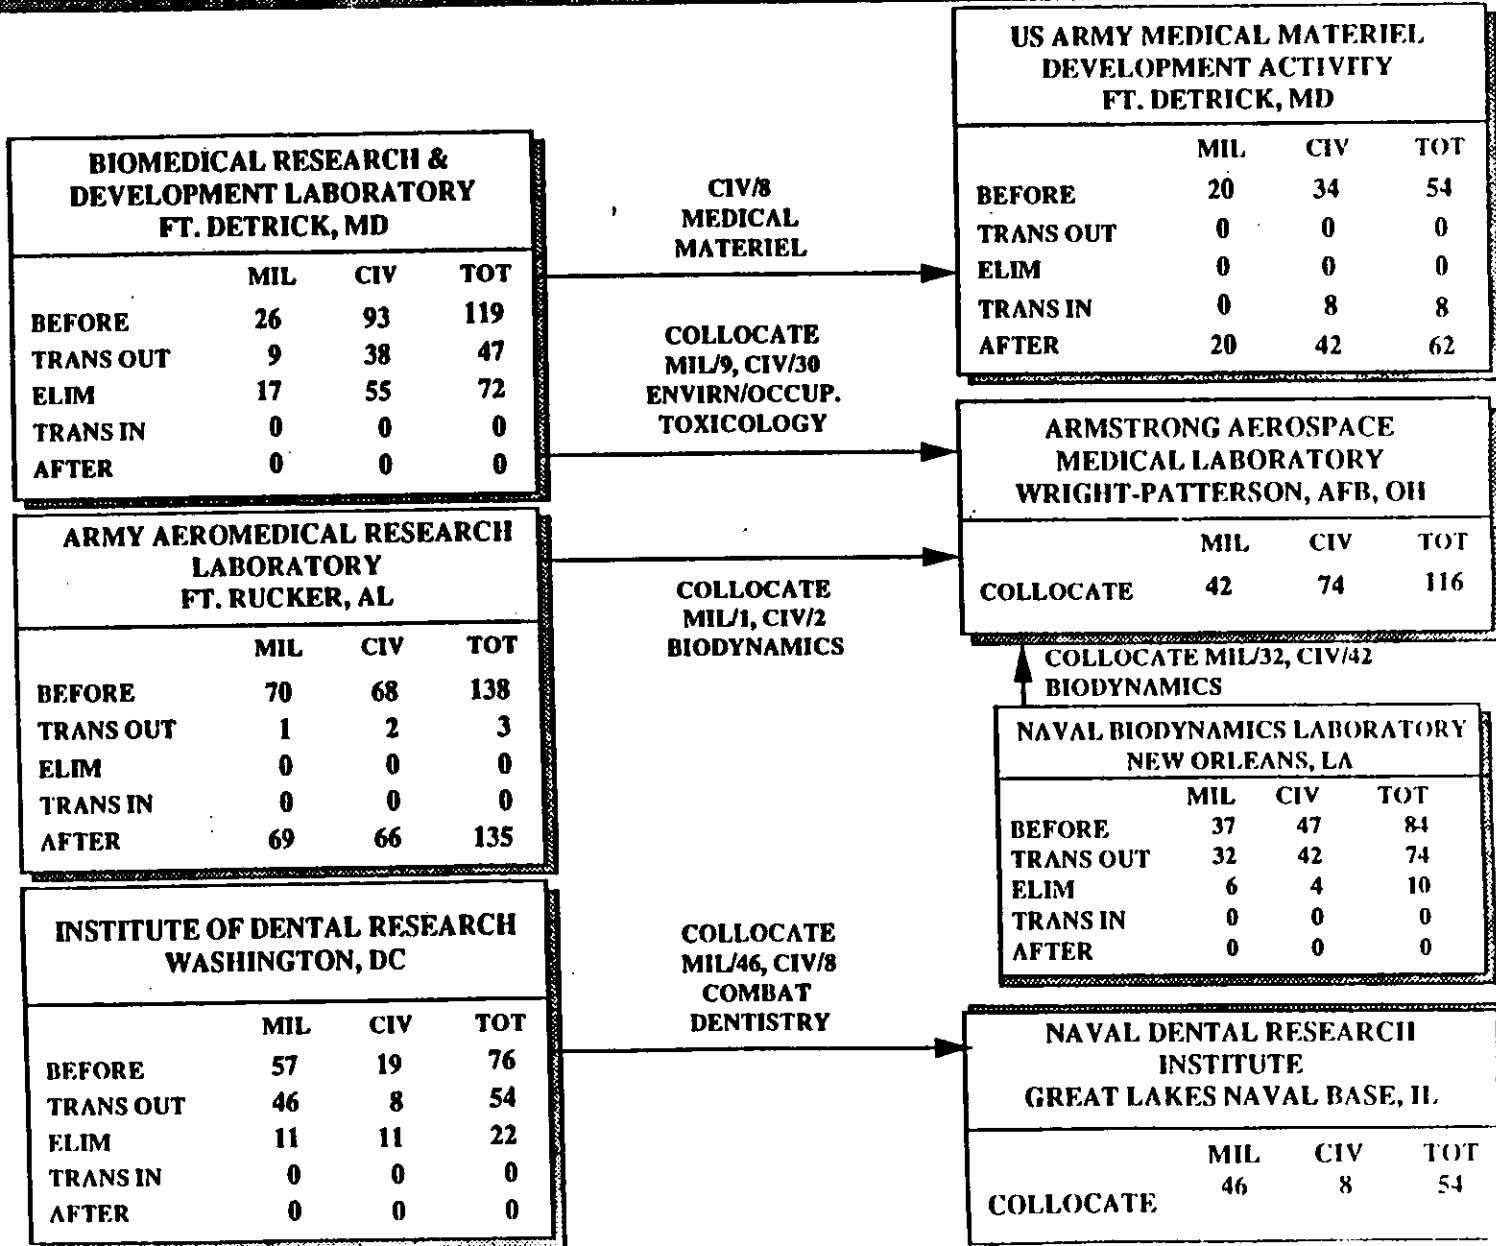 BIOMEDICAL RESEARCH &
DEVELOPMENT LABORATORY
FT. DETRICK, MD
MIL CIV TOT
BEFORE 26 93 119
TRANS OUT 9 38 47
ELIM 17 55 72
TRANS IN 0 0 0
AFTER 0 0 0
ARMY AEROMEDICAL RESEARCH
LABORATORY
FT. RUCKER, AL
MIL CIV TOT
BEFORE 70 68 138
TRANS OUT 1 2 3
ELIM 0 0 0
TRANS IN 0 0 0
AFTER 69 66 135
INSTITUTE OF DENTAL RESEARCH
WASHINGTON, DC
MIL CIV TOT
BEFORE 57 19 76
TRANS OUT 46 8 54
ELIM 11 11 22
TRANS IN 0 0 0
AFTER 0 0 0
CIV/8
MEDICAL
MATERIEL
COLLOCATE
MIL/9, CIV/30
ENVIRN/OCCUP.
TOXICOLOGY
COLLOCATE
MIL/1, CIV/2
BIODYNAMICS
COLLOCATE
MIL/46, CIV/8
COMBAT
DENTISTRY
US ARMY MEDICAL MATERIEL
DEVELOPMENT ACTIVITY
FT. DETRICK, MD
MIL CIV TOT
BEFORE 20 34 54
TRANS OUT 0 0 0
ELIM 0 0 0
TRANS IN 0 8 8
AFTER 20 42 62
ARMSTRONG AEROSPACE
MEDICAL LABORATORY
WRIGHT-PATTERSON, AFB, OH
MIL CIV TOT
COLLOCATE 42 74 116
COLLOCATE MIL/32, CIV/42
BIODYNAMICS
NAVAL BIODYNAMICS LABORATORY
NEW ORLEANS, LA
MIL CIV TOT
BEFORE 37 47 84
TRANS OUT 32 42 74
ELIM 6 4 10
TRANS IN 0 0 0
AFTER 0 0 0
NAVAL DENTAL RESEARCH
INSTITUTE
GREAT LAKES NAVAL BASE, IL
MIL CIV TOT
COLLOCATE 46 8 54